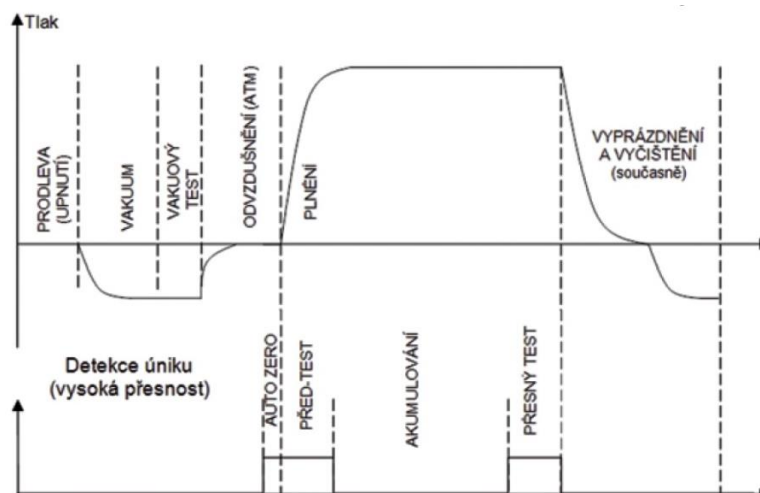 Tlak
PRODLEVA
(UPNUTÍ)
VAKUUM
VAKUOVÝ
TEST
ODVZDUŠNĚNÍ (ATM)
PLNĚNÍ
VYPRÁZDNĚNÍ
A VYČIŠTĚNÍ
(současně)
Detekce úniku
(vysoká přesnost)
AUTO ZERO
PŘED-TEST
AKUMULOVÁNÍ
PŘESNÝ TEST